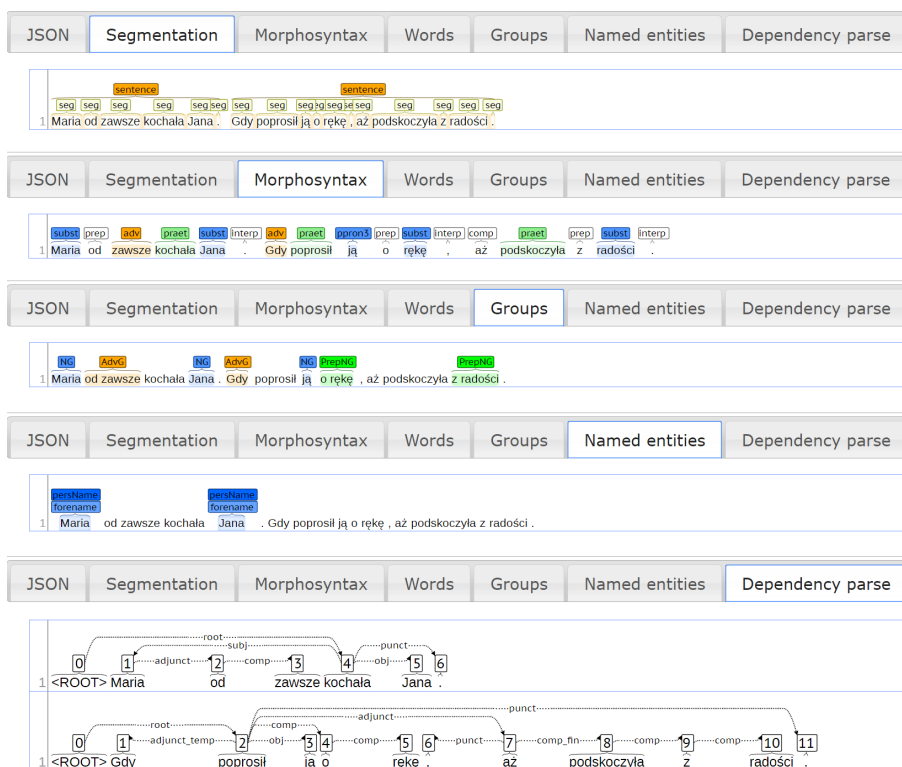 JSON Segmentation Morphosyntax Words Groups Named entities Dependency parse
sentence sentence
seg seg seg seg seg seg seg seg seg seg seg seg seg seg seg
1 Maria od zawsze kochała Jana . Gdy poprosił ją o rękę , aż podskoczyła z radości .
JSON Segmentation Morphosyntax Words Groups Named entities Dependency parse
subst prep adv praet subst interp adv praet ppron3 prep subst interp comp praet prep subst interp
1 Maria od zawsze kochała Jana . Gdy poprosił ją o rękę , aż podskoczyła z radości .
JSON Segmentation Morphosyntax Words Groups Named entities Dependency parse
NG AdvG NG AdvG NG PrepNG PrepNG
1 Maria od zawsze kochała Jana . Gdy poprosił ją o rękę , aż podskoczyła z radości .
JSON Segmentation Morphosyntax Words Groups Named entities Dependency parse
persName persName
forename forename
1 Maria od zawsze kochała Jana . Gdy poprosił ją o rękę , aż podskoczyła z radości .
JSON Segmentation Morphosyntax Words Groups Named entities Dependency parse
root
subj punct
0 1 adjunct 2 comp 3 4 obj 5 6
1 <ROOT> Maria od zawsze kochała Jana .
punct
adjunct
root comp
0 1 adjunct_temp 2 obj 3 4 comp 5 6 punct 7 comp_fin 8 comp 9 comp 10 11
1 <ROOT> Gdy poprosił ją o rękę , aż podskoczyła z radości .